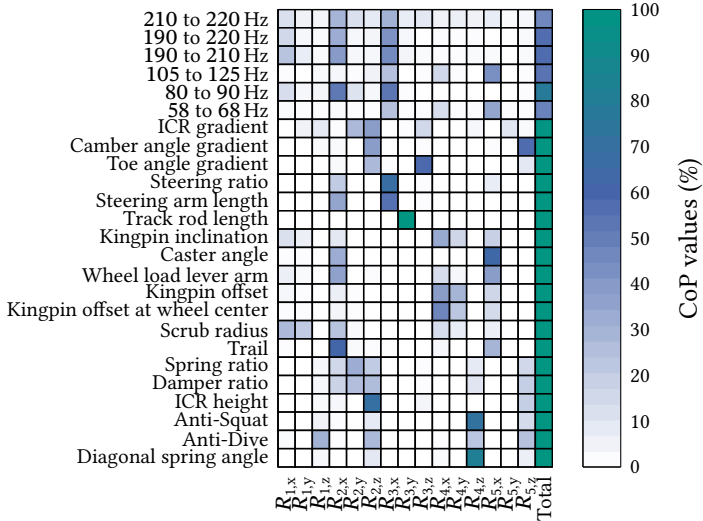 210 to 220 Hz
190 to 220 Hz
190 to 210 Hz
105 to 125 Hz
80 to 90 Hz
58 to 68 Hz
ICR gradient
Camber angle gradient
Toe angle gradient
Steering ratio
Steering arm length
Track rod length
Kingpin inclination
Caster angle
Wheel load lever arm
Kingpin offset
Kingpin offset at wheel center
Scrub radius
Trail
Spring ratio
Damper ratio
ICR height
Anti-Squat
Anti-Dive
Diagonal spring angle
R1,x
R1,y
R1,z
R2,x
R2,y
R2,z
R3,x
R3,y
R3,z
R4,x
R4,y
R4,z
R5,x
R5,y
R5,z
Total
100
90
80
70
60
50
40
30
20
10
0
CoP values (%)